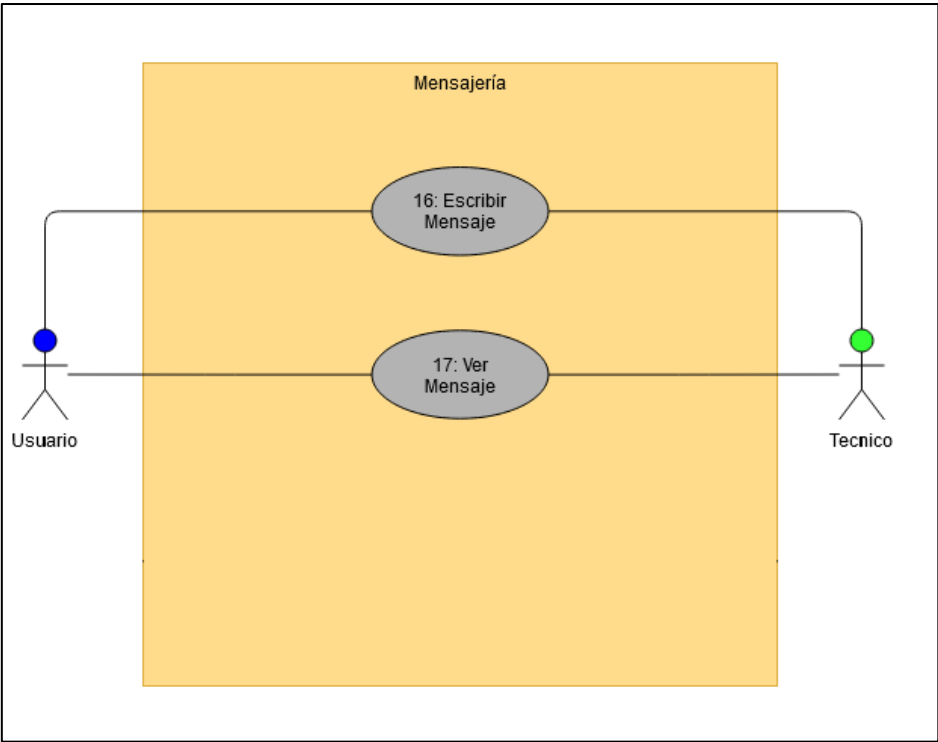 Mensajería
16: Escribir
Mensaje
17: Ver
Mensaje
Usuario
Tecnico